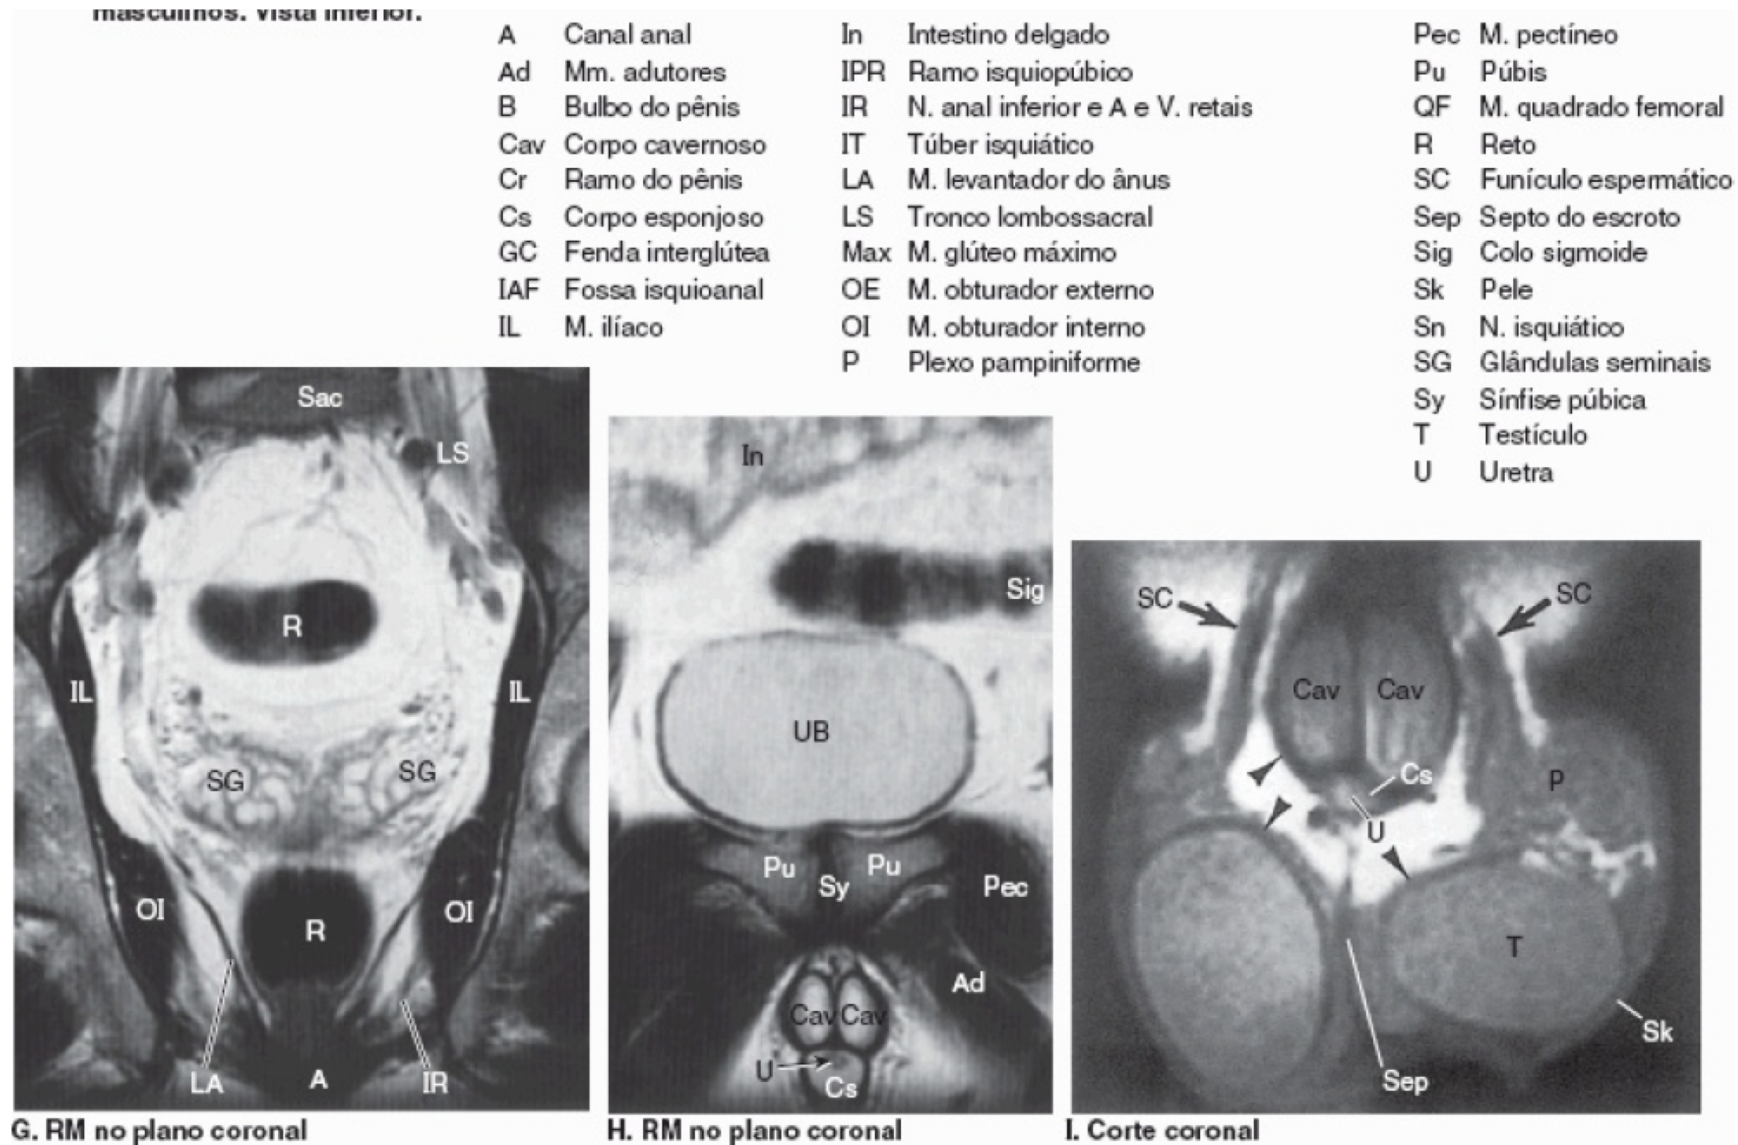 masculinos. Vista inferior.
A Canal anal
Ad Mm. adutores
B Bulbo do pênis
Cav Corpo cavernoso
Cr Ramo do pênis
Cs Corpo esponjoso
GC Fenda interglútea
IAF Fossa isquioanal
IL M. ilíaco
In Intestino delgado
IPR Ramo isquiopúbico
IR N. anal inferior e A e V. retais
IT Túber isquiático
LA M. levantador do ânus
LS Tronco lombossacral
Max M. glúteo máximo
OE M. obturador externo
OI M. obturador interno
P Plexo pampiniforme
Pec M. pectíneo
Pu Púbis
QF M. quadrado femoral
R Reto
SC Funículo espermático
Sep Septo do escroto
Sig Colo sigmoide
Sk Pele
Sn N. isquiático
SG Glândulas seminais
Sy Sínfise púbica
T Testículo
U Uretra
Sac
LS
R
IL IL
SG SG
OI OI
R
LA A IR
G. RM no plano coronal
In
Sig
UB
Pu Sy Pu Pec
Ad
Cav Cav
U
Cs
H. RM no plano coronal
SC SC
Cav Cav
Cs P
U
T
Sk
Sep
I. Corte coronal